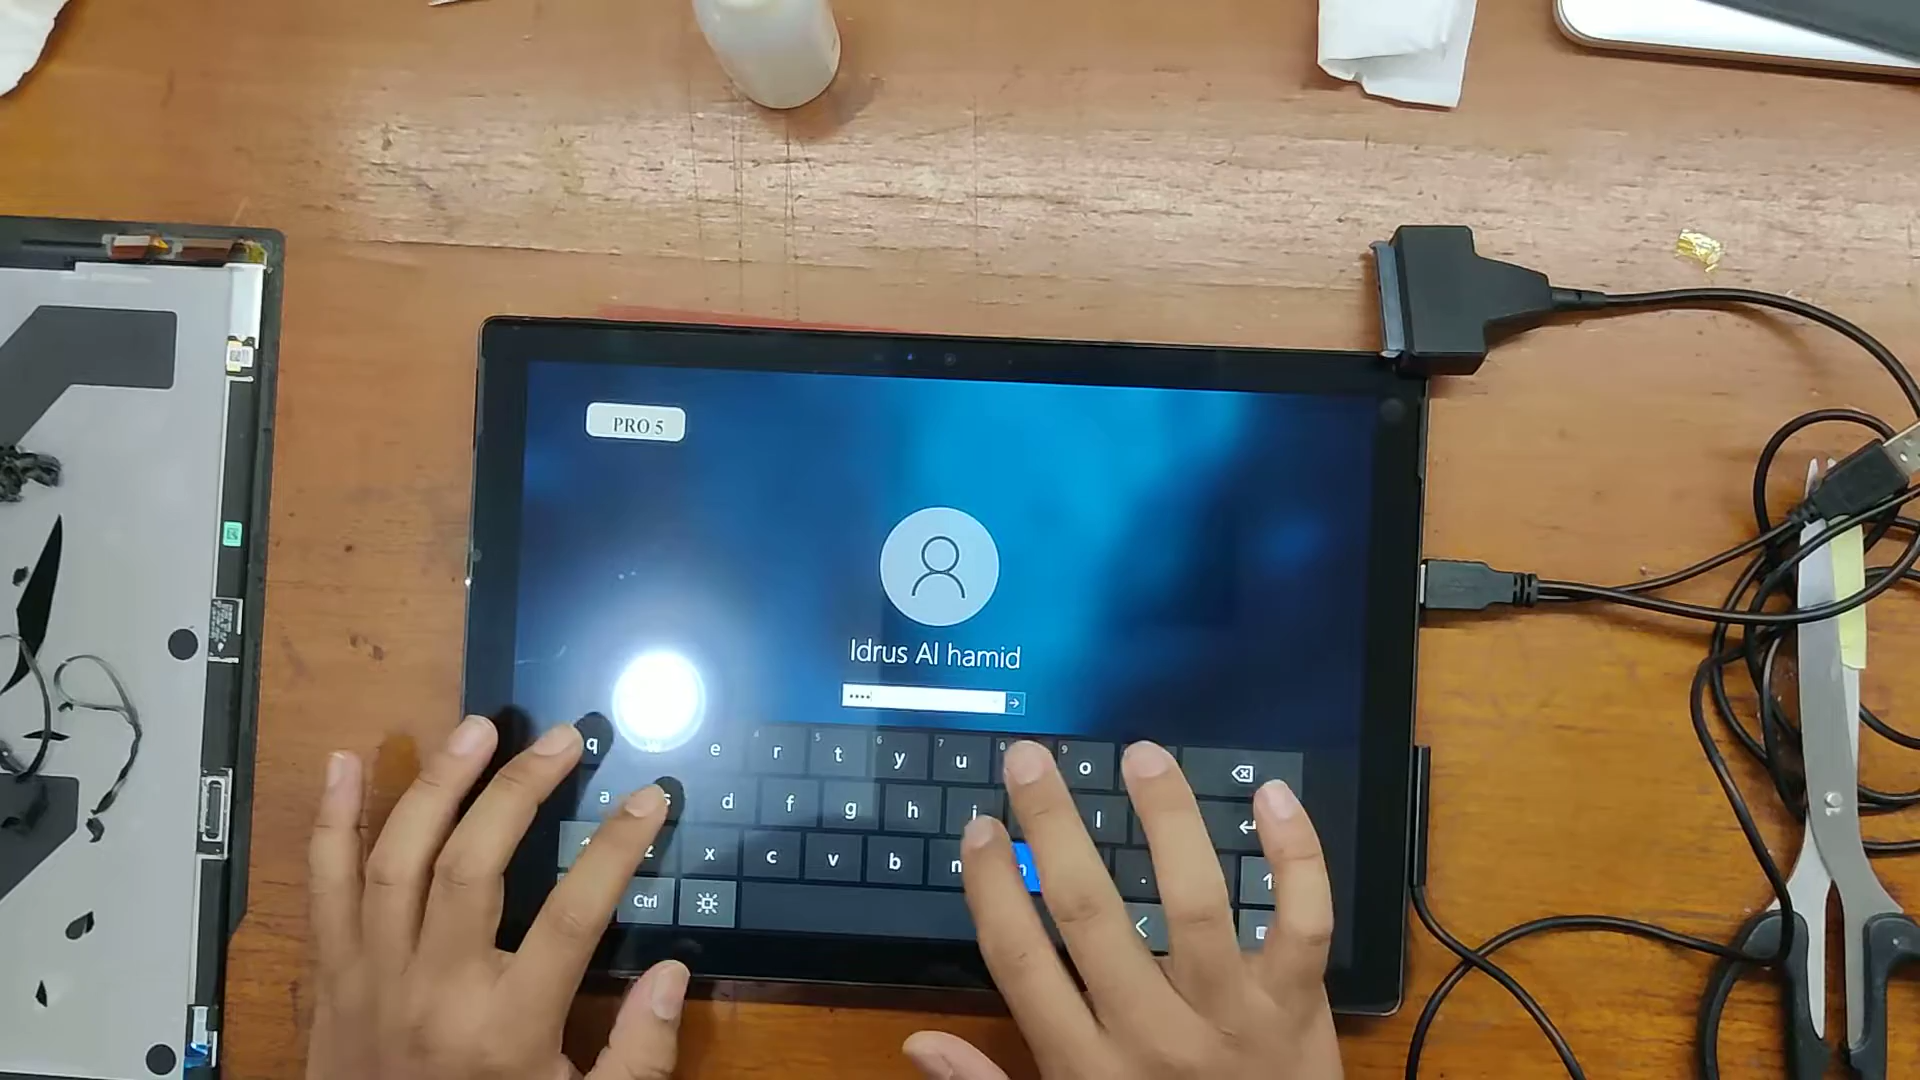 PRO 5
Idrus Al hamid
q w e r t y u o
a s d f g h j l
z x c v b n m .
Ctrl